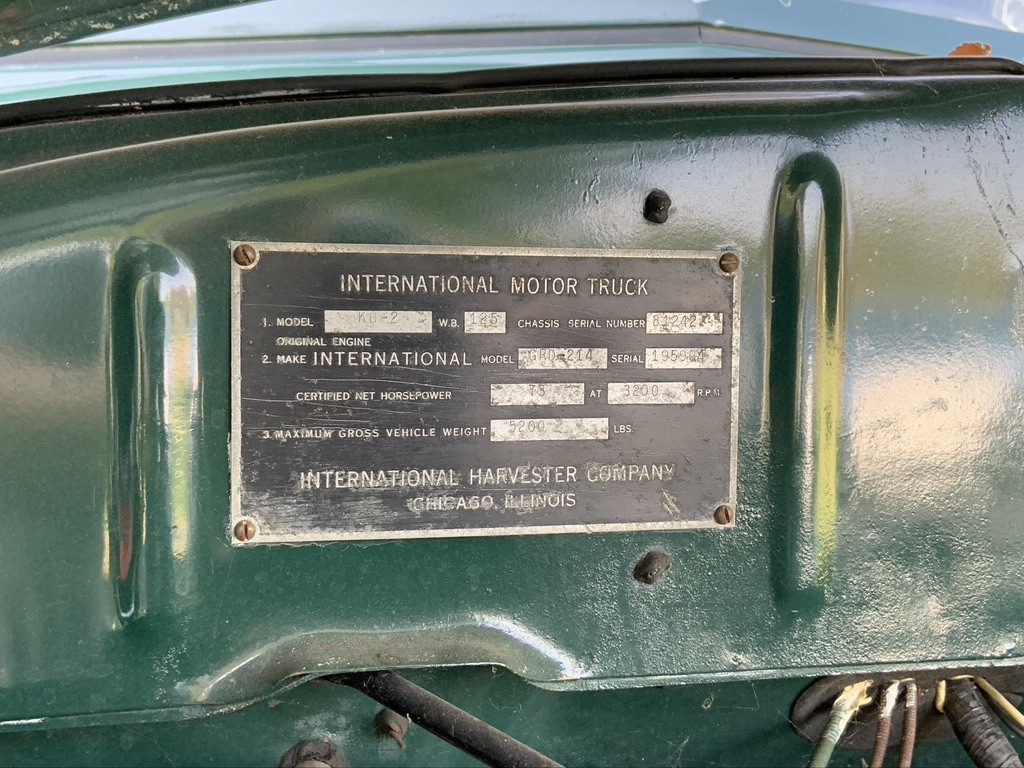 INTERNATIONAL MOTOR TRUCK
1. MODEL KB-2 W.B. 125 CHASSIS SERIAL NUMBER
ORIGINAL ENGINE
2. MAKE INTERNATIONAL MODEL GRD-214 SERIAL
CERTIFIED NET HORSEPOWER 73 AT 3200 R.P.M.
3. MAXIMUM GROSS VEHICLE WEIGHT 5200 LBS.
INTERNATIONAL HARVESTER COMPANY
CHICAGO, ILLINOIS